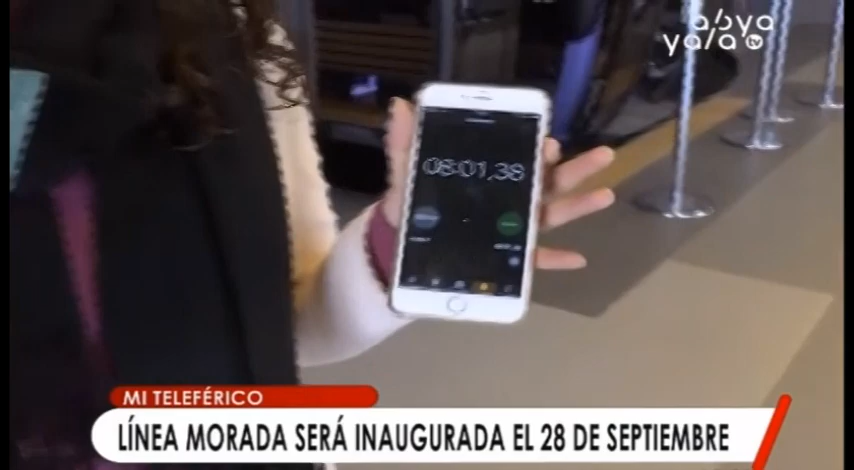 abya
yala tv
08:01,38
MI TELEFÉRICO
LÍNEA MORADA SERÁ INAUGURADA EL 28 DE SEPTIEMBRE